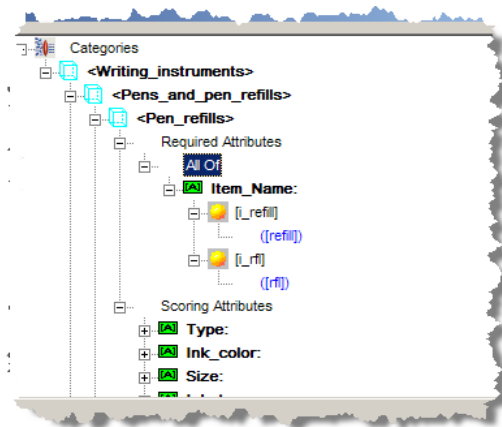 Categories
<Writing_instruments>
<Pens_and_pen_refills>
<Pen_refills>
Required Attributes
All Of
[A] Item_Name:
[i_refill]
([refill])
[i_rfl]
([rfl])
Scoring Attributes
[A] Type:
[A] Ink_color:
[A] Size: